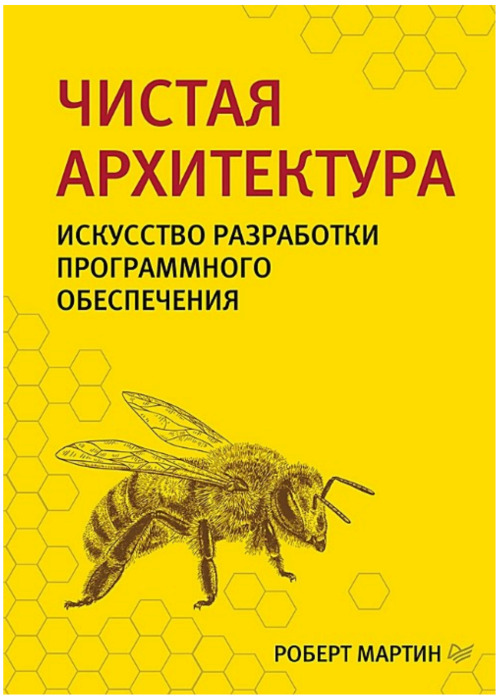 ЧИСТАЯ
АРХИТЕКТУРА
ИСКУССТВО РАЗРАБОТКИ
ПРОГРАММНОГО
ОБЕСПЕЧЕНИЯ
РОБЕРТ МАРТИН